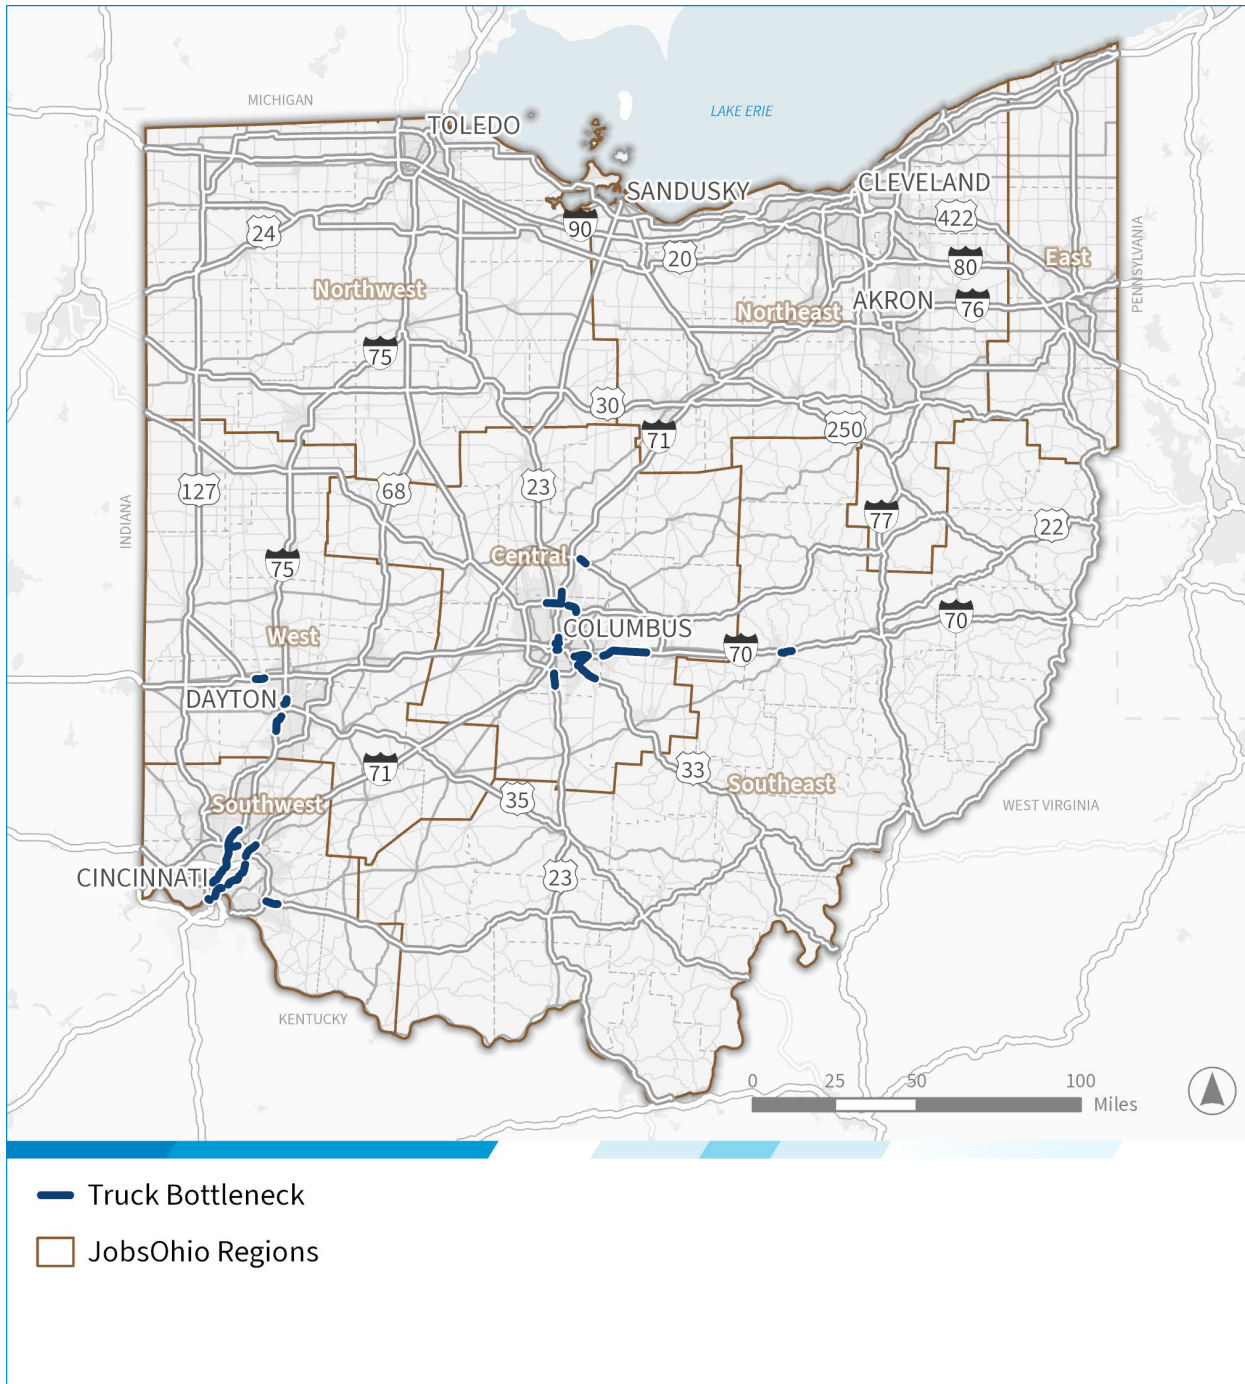 MICHIGAN
LAKE ERIE
TOLEDO
SANDUSKY
CLEVELAND
422
24
90
20
80
East
PENNSYLVANIA
Northwest
AKRON
76
Northeast
75
30
71
250
127
68
23
77
22
INDIANA
Central
75
70
West
COLUMBUS
70
DAYTON
71
33
Southeast
Southwest
35
WEST VIRGINIA
CINCINNATI
23
KENTUCKY
0 25 50 100
Miles
Truck Bottleneck
JobsOhio Regions